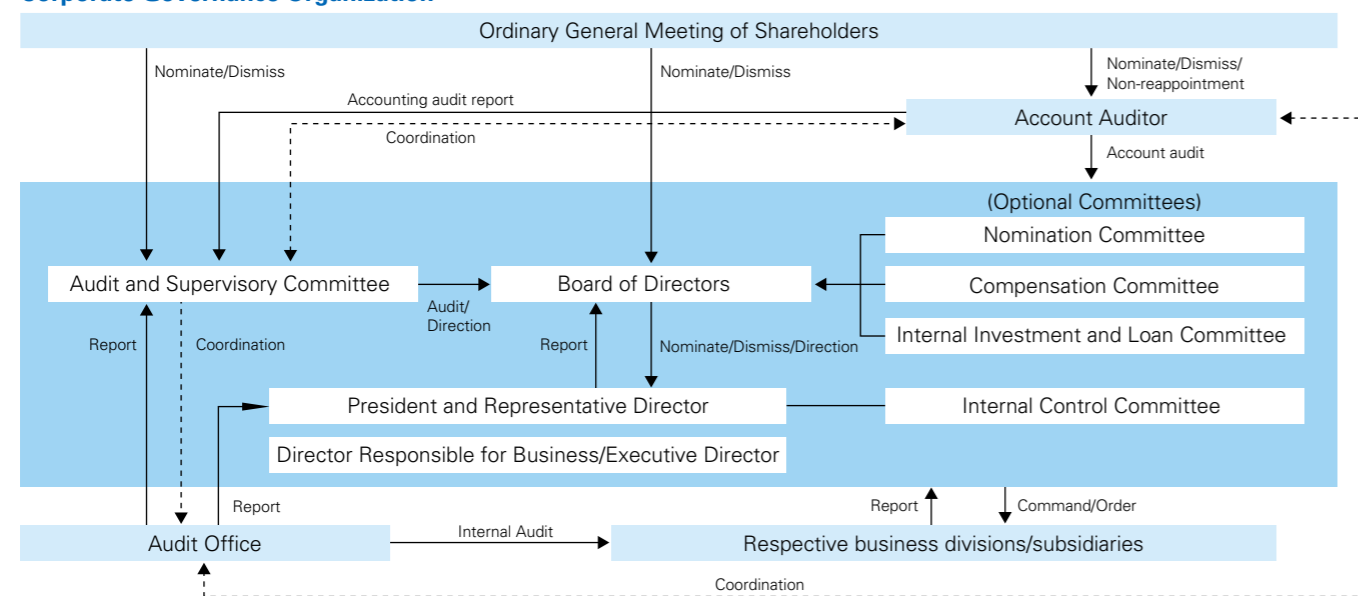 Corporate Governance Organization
Ordinary General Meeting of Shareholders
Nominate/Dismiss
Nominate/Dismiss
Nominate/Dismiss/
Non-reappointment
Accounting audit report
Account Auditor
Coordination
Account audit
(Optional Committees)
Nomination Committee
Audit and Supervisory Committee
Board of Directors
Compensation Committee
Audit/
Direction
Report
Coordination
Report
Nominate/Dismiss/Direction
Internal Investment and Loan Committee
President and Representative Director
Internal Control Committee
Director Responsible for Business/Executive Director
Report
Report
Command/Order
Audit Office
Internal Audit
Respective business divisions/subsidiaries
Coordination